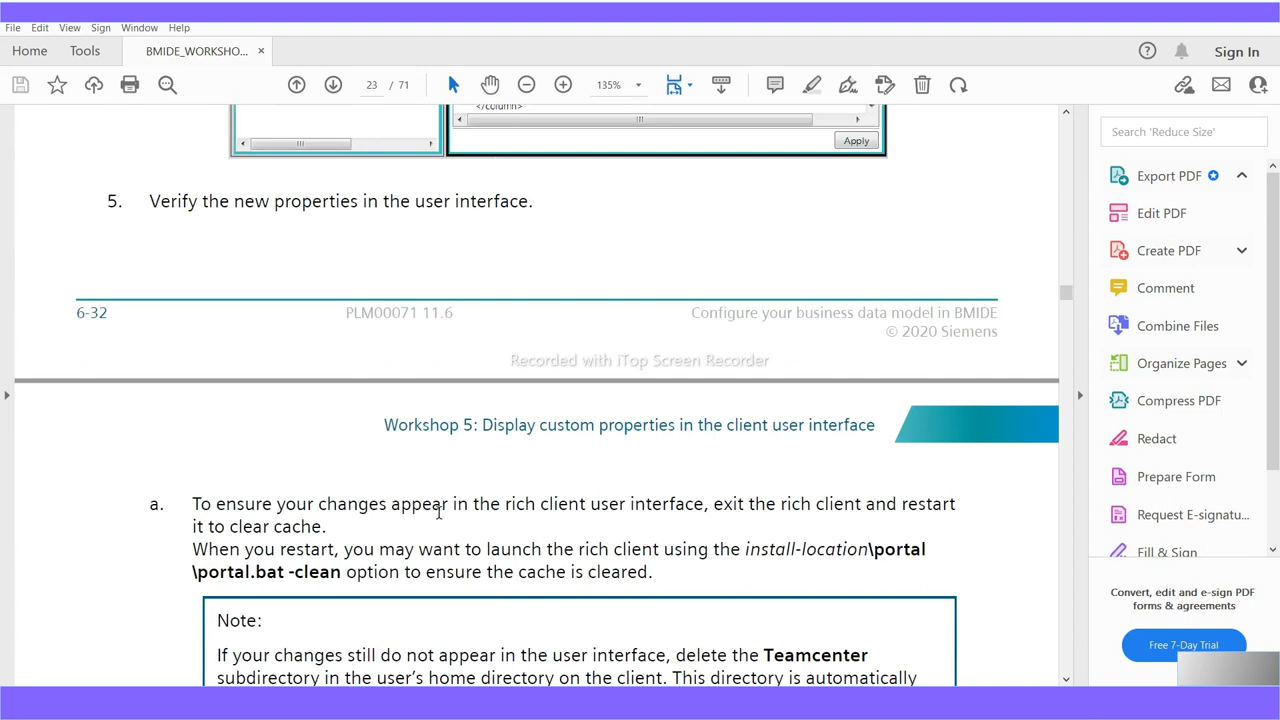 File Edit View Sign Window Help
Home Tools BMIDE_WORKSHO... × Sign In
23 / 71 135%
</column>
Apply
Search 'Reduce Size'
Export PDF
5. Verify the new properties in the user interface.
Edit PDF
Create PDF
Comment
6-32 PLM00071 11.6 Configure your business data model in BMIDE
© 2020 Siemens
Combine Files
Recorded with iTop Screen Recorder
Organize Pages
Compress PDF
Workshop 5: Display custom properties in the client user interface
Redact
Prepare Form
a. To ensure your changes appear in the rich client user interface, exit the rich client and restart
it to clear cache.
Request E-signatu...
When you restart, you may want to launch the rich client using the install-location\portal
\portal.bat -clean option to ensure the cache is cleared.
Fill & Sign
Convert, edit and e-sign PDF
forms & agreements
Note:
Free 7-Day Trial
If your changes still do not appear in the user interface, delete the Teamcenter
subdirectory in the user's home directory on the client. This directory is automatically